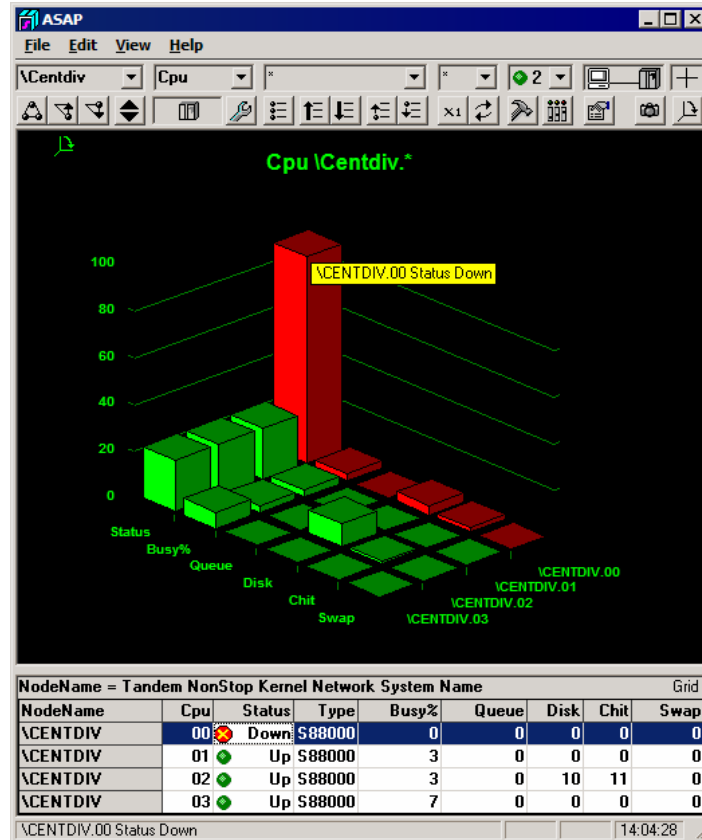 ASAP
File Edit View Help
\Centdiv Cpu * * 2
x1
Cpu \Centdiv.*
100
80
60
40
20
0
\CENTDIV.00 Status Down
Status
Busy%
Queue
Disk
Chit
Swap
\CENTDIV.00
\CENTDIV.01
\CENTDIV.02
\CENTDIV.03
NodeName = Tandem NonStop Kernel Network System Name Grid
NodeName Cpu Status Type Busy% Queue Disk Chit Swap
\CENTDIV 00 Down S88000 0 0 0 0 0
\CENTDIV 01 Up S88000 3 0 0 0 0
\CENTDIV 02 Up S88000 3 0 10 11 0
\CENTDIV 03 Up S88000 7 0 0 0 0
\CENTDIV.00 Status Down 14:04:28